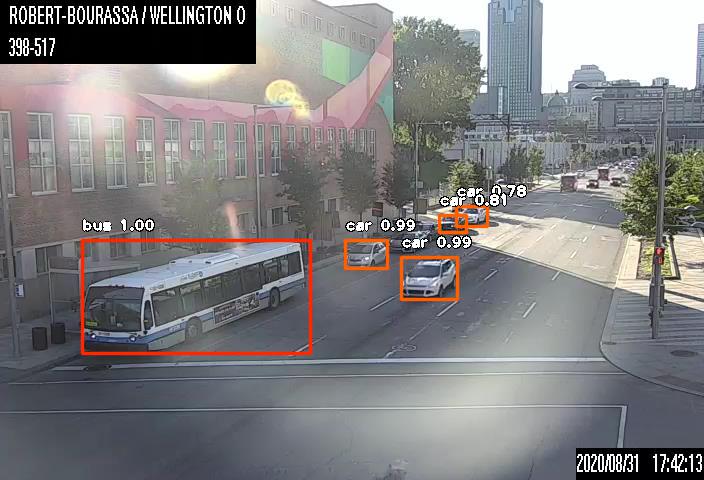 ROBERT-BOURASSA / WELLINGTON O
398-517
car 0.78
car 0.81
bus 1.00
car 0.99
car 0.99
2020/08/31 17:42:13